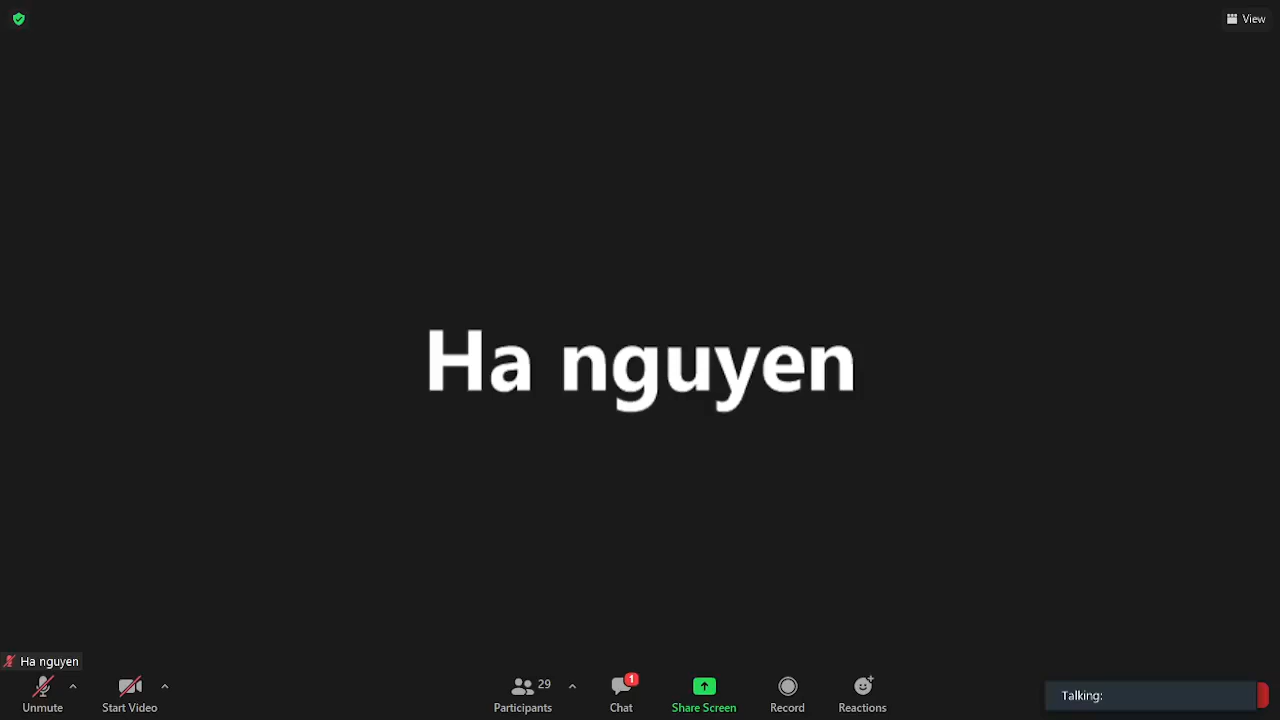 View
Ha nguyen
Ha nguyen
Unmute
Start Video
29
Participants
1
Chat
Share Screen
Record
Reactions
Talking: